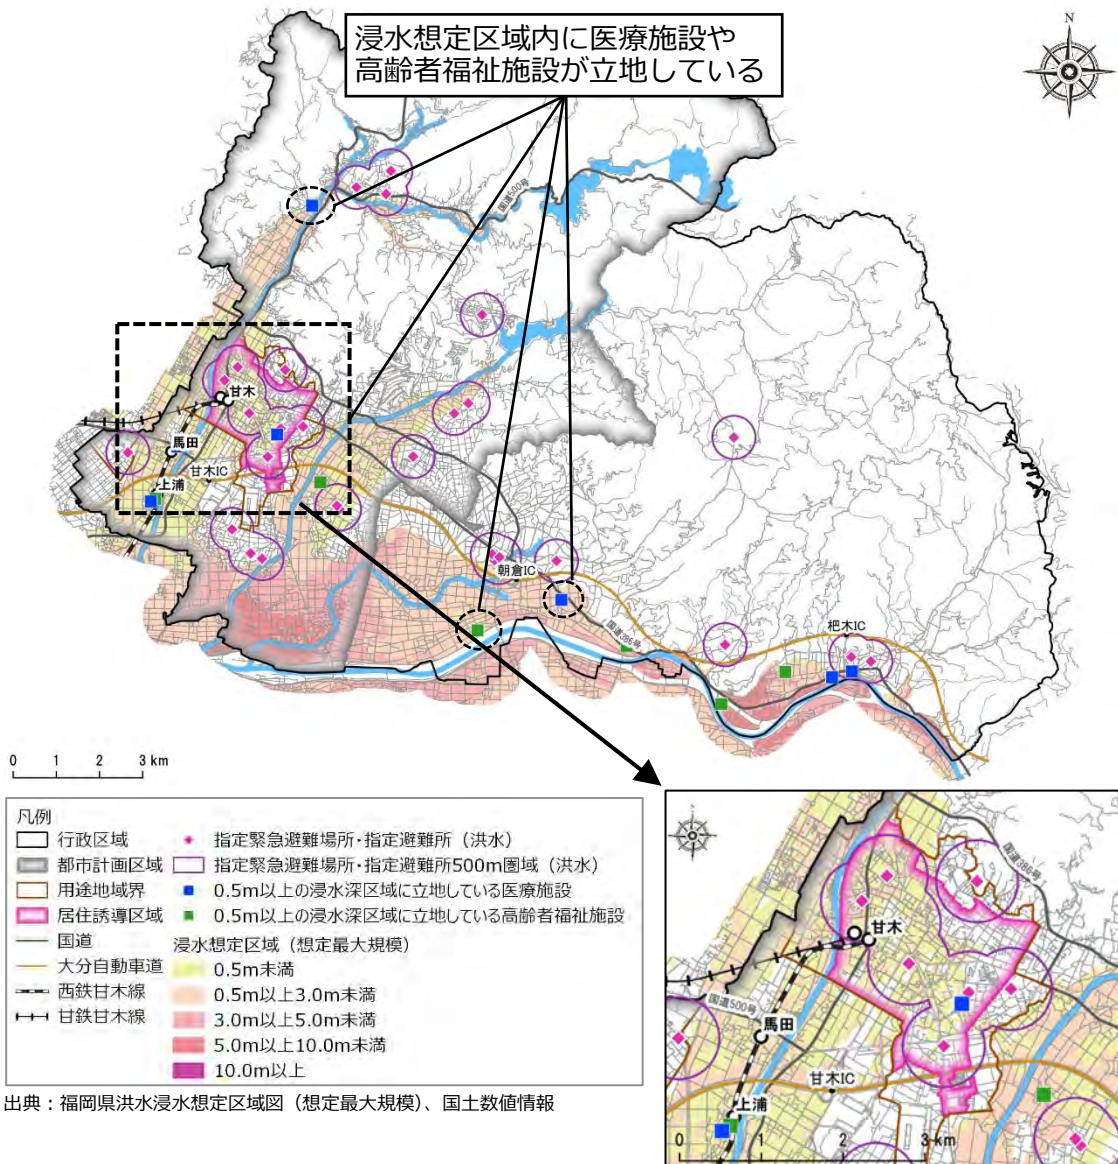 浸水想定区域内に医療施設や
高齢者福祉施設が立地している
N
国道500号
甘木
馬田
甘木IC
上浦
朝倉IC
国道386号
杷木IC
0 1 2 3 km
凡例
行政区域
都市計画区域
用途地域界
居住誘導区域
国道
大分自動車道
西鉄甘木線
甘鉄甘木線
指定緊急避難場所・指定避難所（洪水）
指定緊急避難場所・指定避難所500m圏域（洪水）
0.5m以上の浸水深区域に立地している医療施設
0.5m以上の浸水深区域に立地している高齢者福祉施設
浸水想定区域（想定最大規模）
0.5m未満
0.5m以上3.0m未満
3.0m以上5.0m未満
5.0m以上10.0m未満
10.0m以上
出典：福岡県洪水浸水想定区域図（想定最大規模）、国土数値情報
国道386号
甘木
国道500号
馬田
甘木IC
上浦
0 1 2 3 km